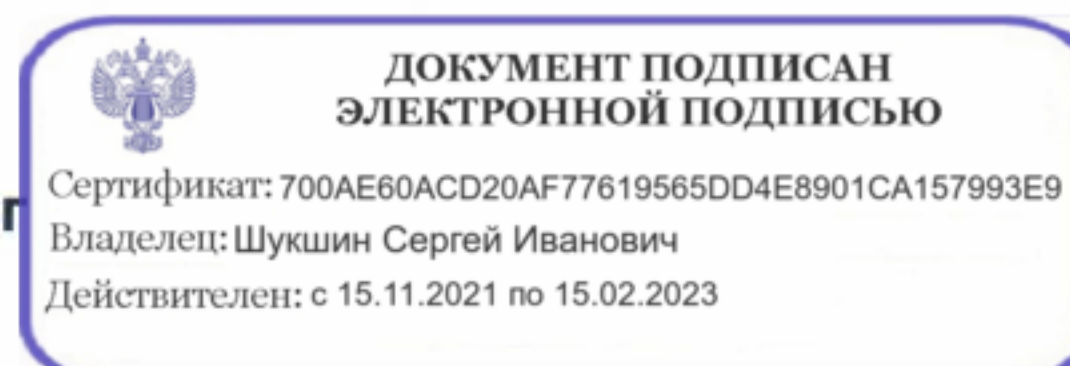 ДОКУМЕНТ ПОДПИСАН
ЭЛЕКТРОННОЙ ПОДПИСЬЮ
Сертификат: 700AE60ACD20AF77619565DD4E8901CA157993E9
Владелец: Шукшин Сергей Иванович
Действителен: с 15.11.2021 по 15.02.2023